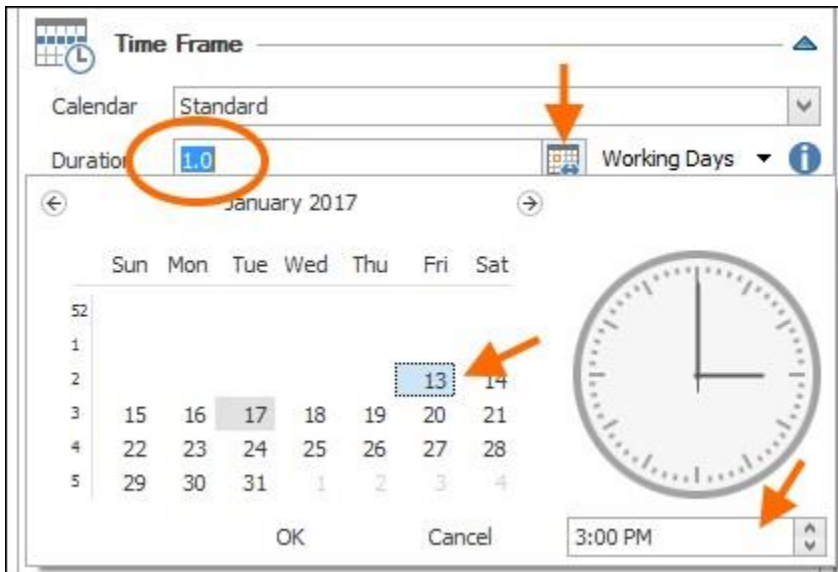 Time Frame
Calendar Standard
Duration 1.0 Working Days
January 2017
Sun Mon Tue Wed Thu Fri Sat
52
1
2 13 14
3 15 16 17 18 19 20 21
4 22 23 24 25 26 27 28
5 29 30 31 1 2 3 4
OK Cancel 3:00 PM